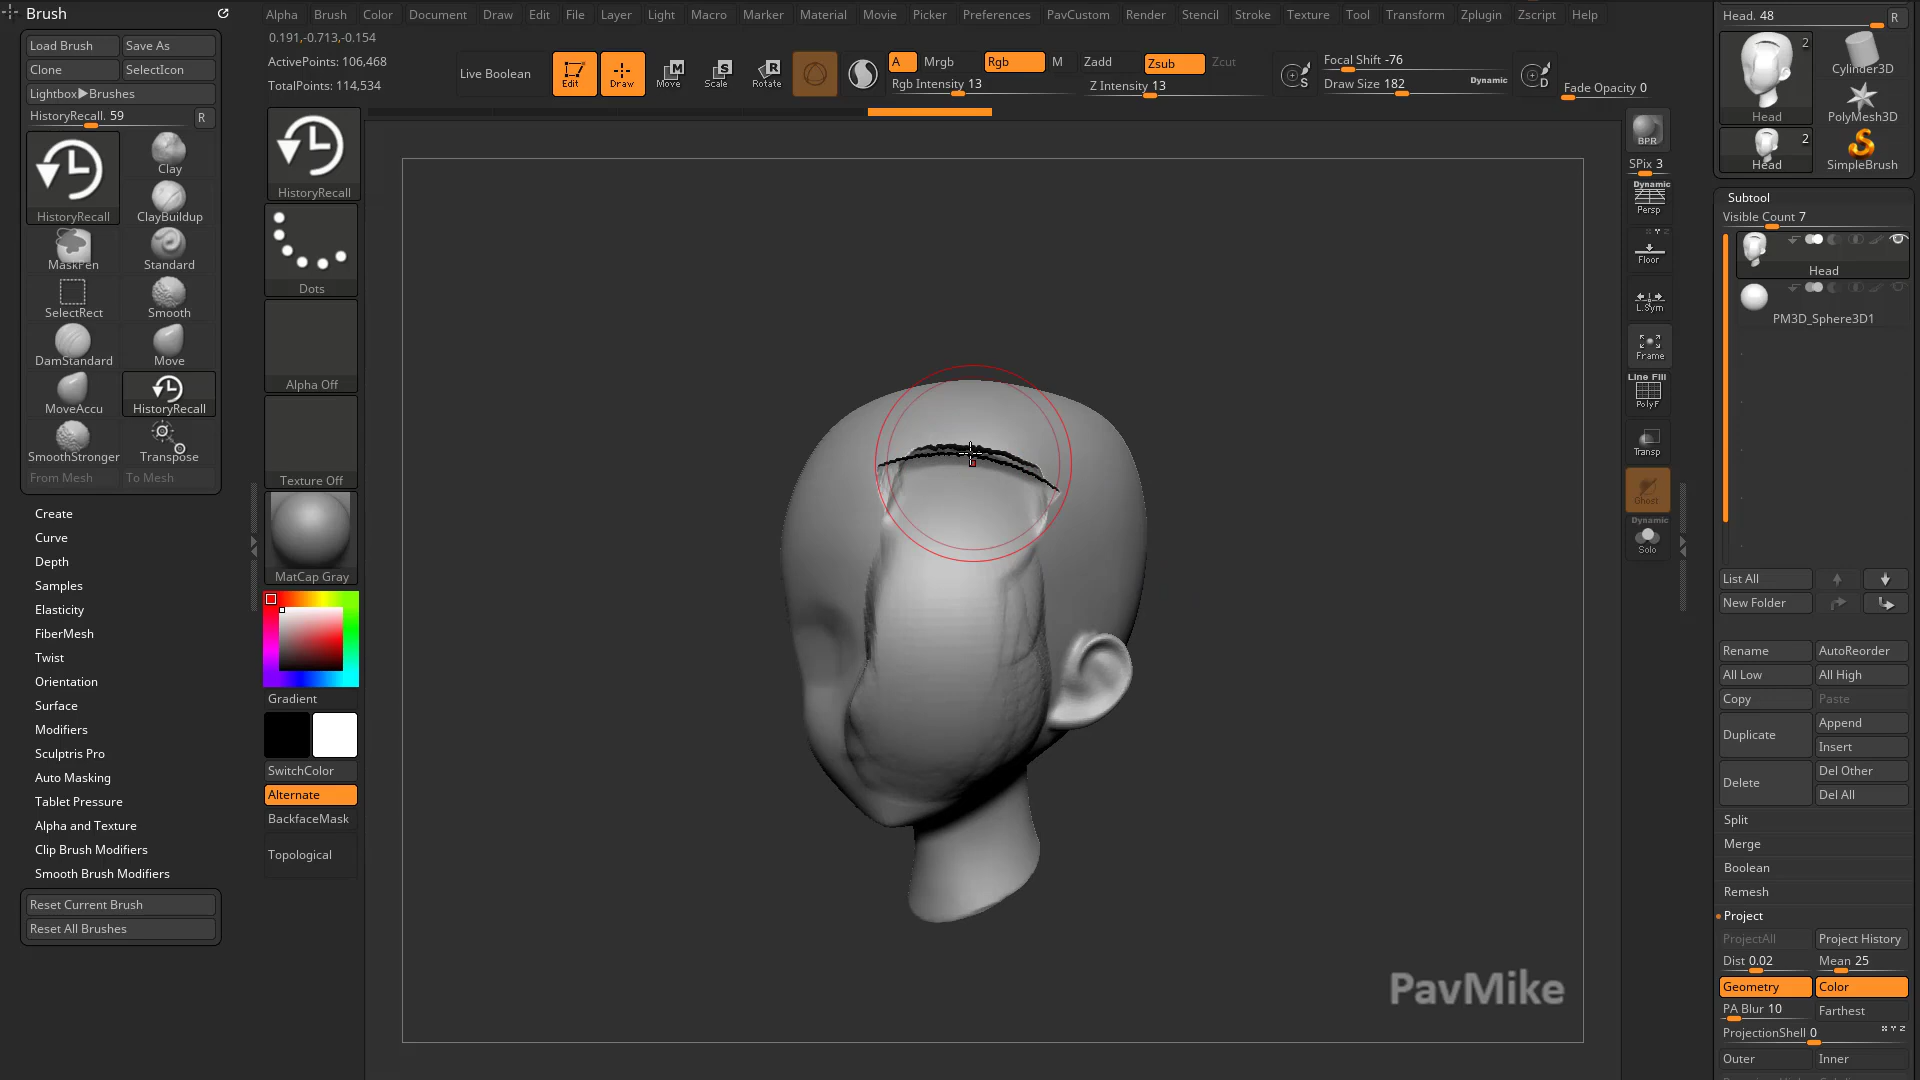 Brush
Alpha Brush Color Document Draw Edit File Layer Light Macro Marker Material Movie Picker Preferences PavCustom Render Stencil Stroke Texture Tool Transform Zplugin Zscript Help
Load Brush Save As
Clone SelectIcon
Lightbox▶Brushes
HistoryRecall. 59 R
HistoryRecall
Clay
ClayBuildup
MaskPen Standard
SelectRect Smooth
DamStandard Move
MoveAccu HistoryRecall
SmoothStronger Transpose
From Mesh To Mesh
Create
Curve
Depth
Samples
Elasticity
FiberMesh
Twist
Orientation
Surface
Modifiers
Sculptris Pro
Auto Masking
Tablet Pressure
Alpha and Texture
Clip Brush Modifiers
Smooth Brush Modifiers
Reset Current Brush
Reset All Brushes
0.191,-0.713,-0.154
ActivePoints: 106,468
TotalPoints: 114,534
Live Boolean
Edit Draw Move Scale Rotate
M S R
A Mrgb Rgb M Zadd Zsub Zcut
Rgb Intensity 13 Z Intensity 13
S Focal Shift -76
Draw Size 182 Dynamic
D Fade Opacity 0
HistoryRecall
Dots
Alpha Off
Texture Off
MatCap Gray
Gradient
SwitchColor
Alternate
BackfaceMask
Topological
PavMike
BPR
SPix 3
Dynamic
Persp
Floor
L.Sym
Frame
Line Fill
PolyF
Transp
Ghost
Dynamic
Solo
Head. 48 R
2
Head
Cylinder3D
PolyMesh3D
2
Head
SimpleBrush
Subtool
Visible Count 7
Head
PM3D_Sphere3D1
List All
New Folder
Rename AutoReorder
All Low All High
Copy Paste
Duplicate Append
Insert
Delete Del Other
Del All
Split
Merge
Boolean
Remesh
Project
ProjectAll Project History
Dist 0.02 Mean 25
Geometry Color
PA Blur 10 Farthest
ProjectionShell 0 X Y Z
Outer Inner